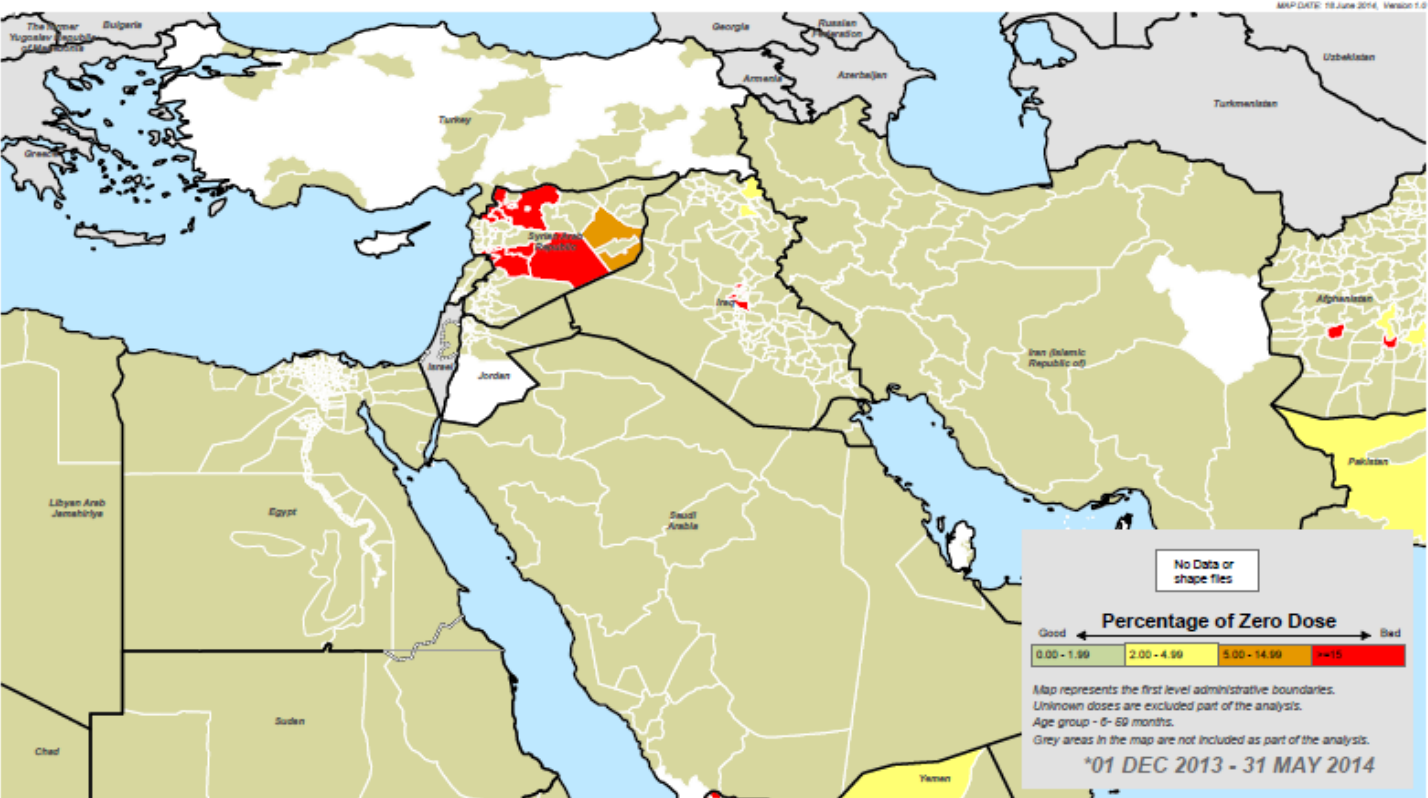 MAP DATE: 18 June 2014, Version 1.0
The former
Yugoslav Republic
of Macedonia
Bulgaria
Georgia
Russian
Federation
Uzbekistan
Armenia
Azerbaijan
Turkmenistan
Turkey
Greece
Syrian Arab
Republic
Iraq
Afghanistan
Iran (Islamic
Republic of)
Israel
Jordan
Pakistan
Libyan Arab
Jamahiriya
Egypt
Saudi
Arabia
Sudan
Chad
Yemen
No Data or
shape files
Percentage of Zero Dose
Good
Bad
0.00 - 1.99
2.00 - 4.99
5.00 - 14.99
>=15
Map represents the first level administrative boundaries.
Unknown doses are excluded part of the analysis.
Age group - 6- 59 months.
Grey areas in the map are not included as part of the analysis.
*01 DEC 2013 - 31 MAY 2014